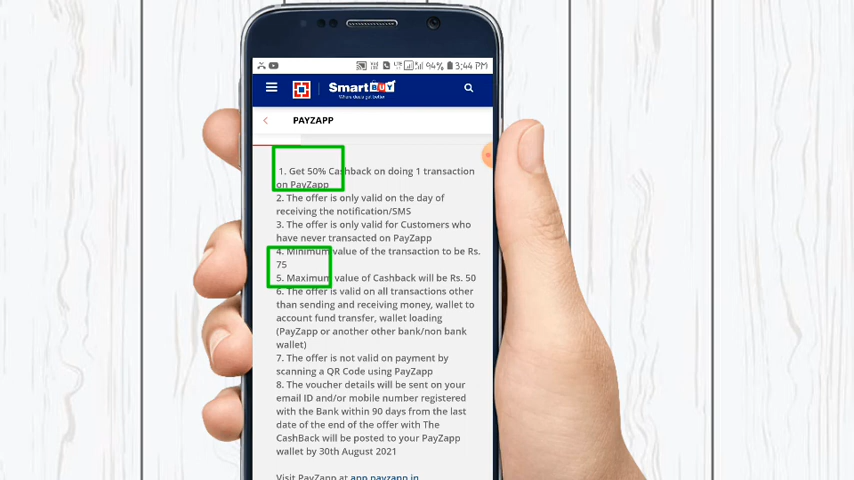 94% 3:44 PM
SmartBUY
PAYZAPP
1. Get 50% Cashback on doing 1 transaction
on PayZapp
2. The offer is only valid on the day of
receiving the notification/SMS
3. The offer is only valid for Customers who
have never transacted on PayZapp
4. Minimum value of the transaction to be Rs.
75
5. Maximum value of Cashback will be Rs. 50
6. The offer is valid on all transactions other
than sending and receiving money, wallet to
account fund transfer, wallet loading
(PayZapp or another other bank/non bank
wallet)
7. The offer is not valid on payment by
scanning a QR Code using PayZapp
8. The voucher details will be sent on your
email ID and/or mobile number registered
with the Bank within 90 days from the last
date of the end of the offer with The
CashBack will be posted to your PayZapp
wallet by 30th August 2021
Visit PayZapp at app.payzapp.in